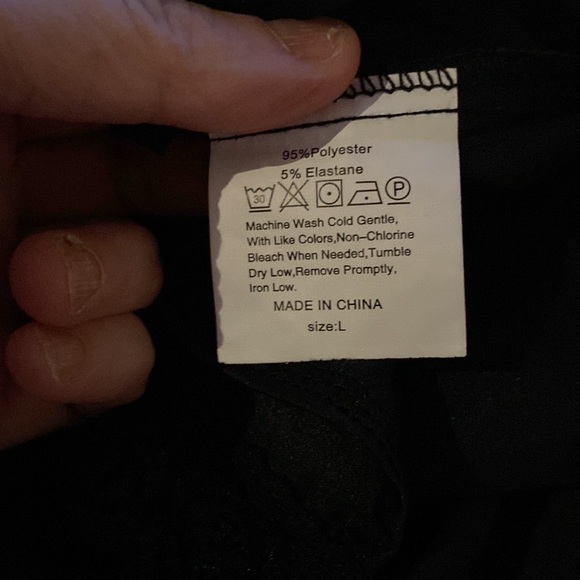 95%Polyester
5% Elastane
30 P
Machine Wash Cold Gentle,
With Like Colors,Non–Chlorine
Bleach When Needed,Tumble
Dry Low,Remove Promptly,
Iron Low.
MADE IN CHINA
size:L